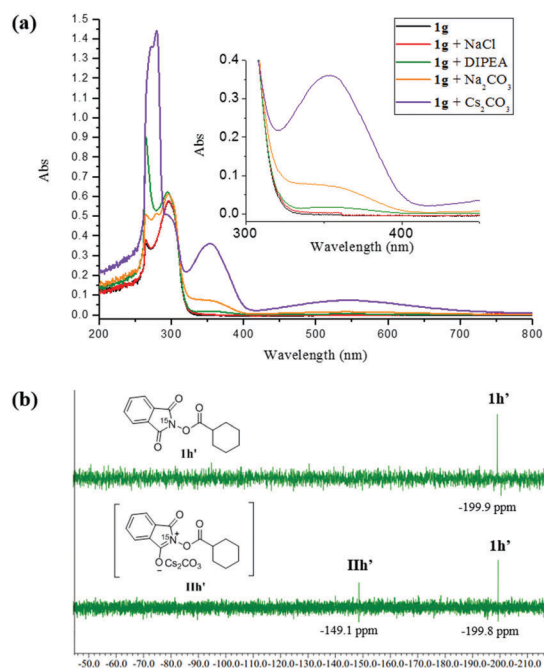 (a)
1g
1g + NaCl
1g + DIPEA
1g + Na2CO3
1g + Cs2CO3
1.5
1.4
1.3
1.2
1.1
1.0
0.9
0.8
0.7
0.6
0.5
0.4
0.3
0.2
0.1
0.0
Abs
0.4
0.3
0.2
0.1
0.0
Abs
300 400
Wavelength (nm)
200 300 400 500 600 700 800
Wavelength (nm)
(b)
O
15N
O
O
O
1h'
1h'
-199.9 ppm
O
15N+
O
O
O
−
Cs2CO3
IIh'
IIh'
1h'
-149.1 ppm
-199.8 ppm
-50.0 -60.0 -70.0 -80.0 -90.0 -100.0 -110.0 -120.0 -130.0 -140.0 -150.0 -160.0 -170.0 -180.0 -190.0 -200.0 -210.0